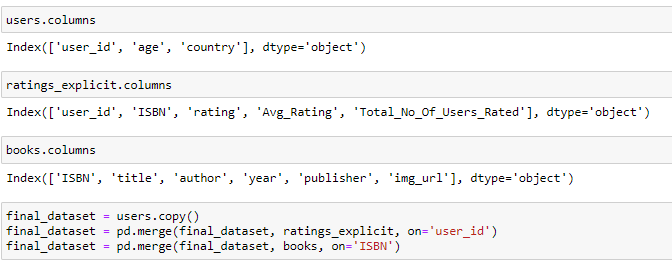 users.columns
Index(['user_id', 'age', 'country'], dtype='object')
ratings_explicit.columns
Index(['user_id', 'ISBN', 'rating', 'Avg_Rating', 'Total_No_Of_Users_Rated'], dtype='object')
books.columns
Index(['ISBN', 'title', 'author', 'year', 'publisher', 'img_url'], dtype='object')
final_dataset = users.copy()
final_dataset = pd.merge(final_dataset, ratings_explicit, on='user_id')
final_dataset = pd.merge(final_dataset, books, on='ISBN')